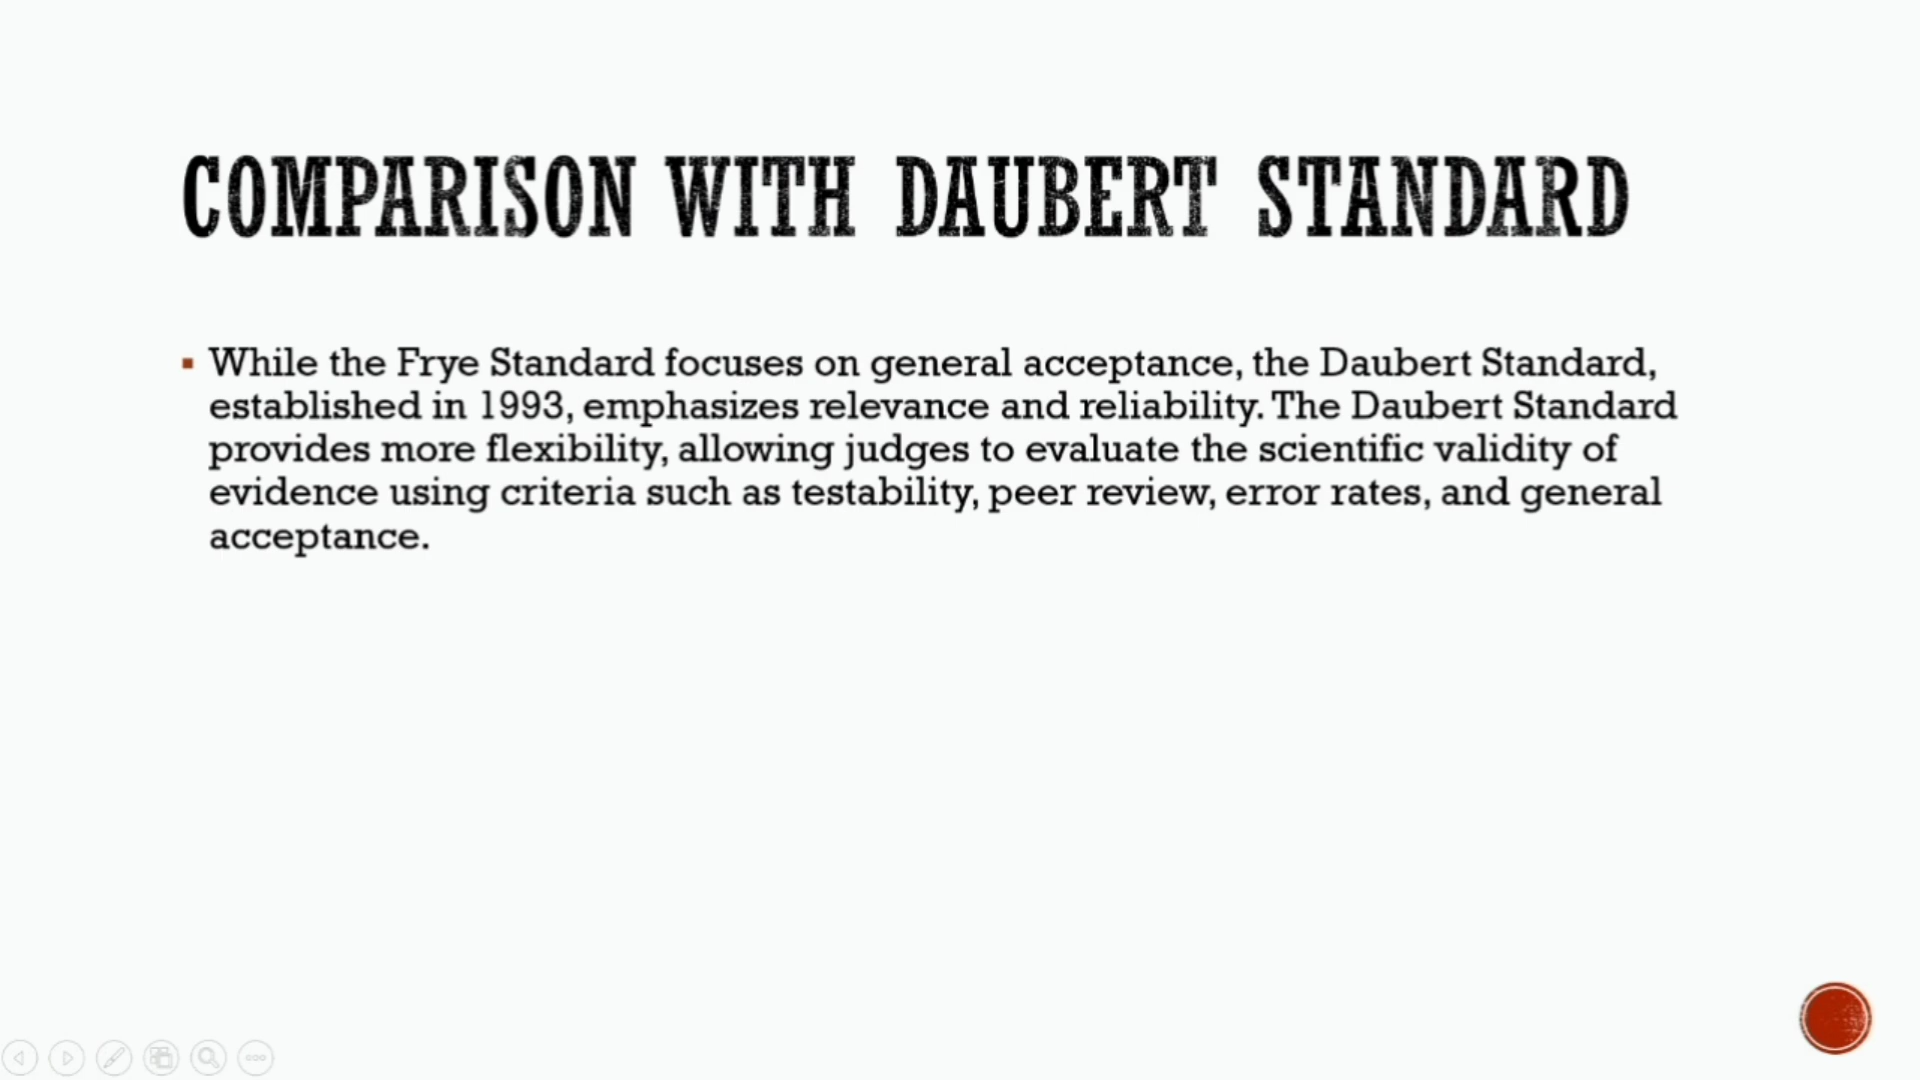 COMPARISON WITH DAUBERT STANDARD
▪ While the Frye Standard focuses on general acceptance, the Daubert Standard,
established in 1993, emphasizes relevance and reliability. The Daubert Standard
provides more flexibility, allowing judges to evaluate the scientific validity of
evidence using criteria such as testability, peer review, error rates, and general
acceptance.